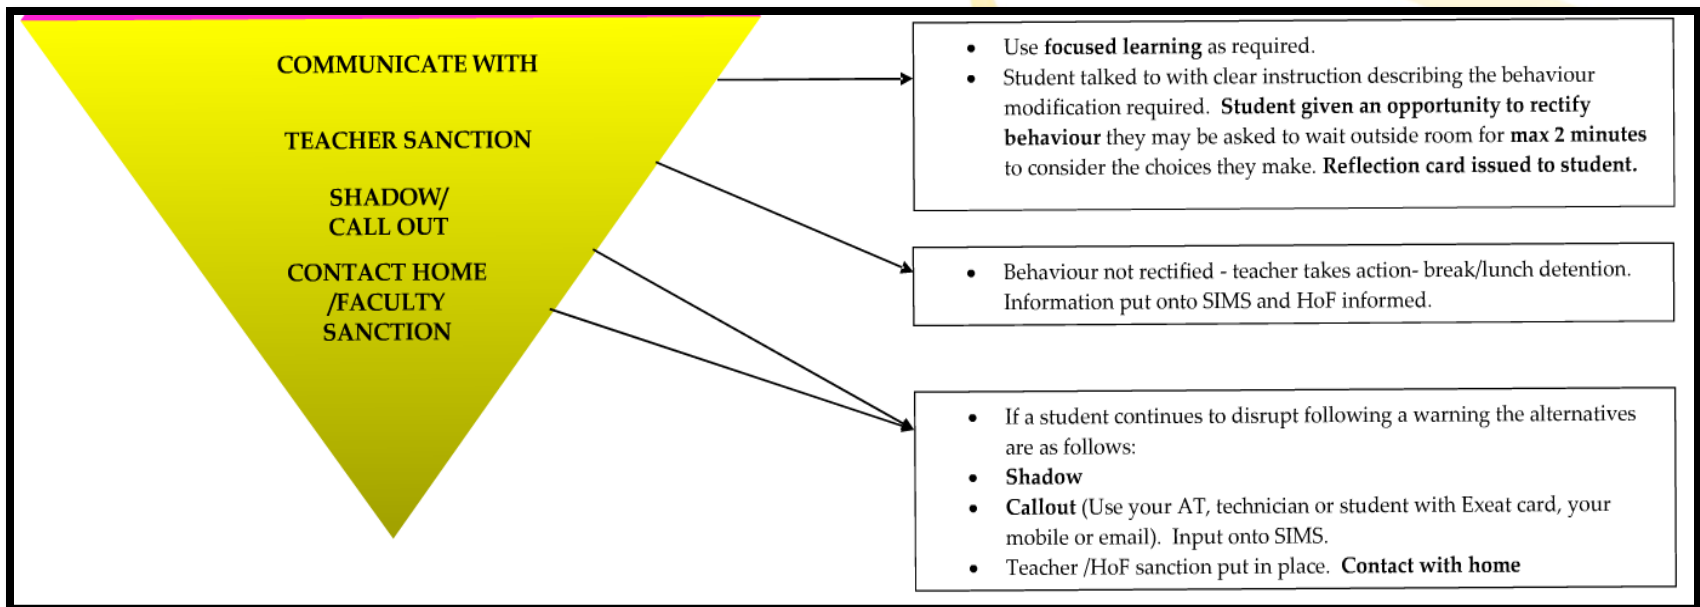 COMMUNICATE WITH
TEACHER SANCTION
SHADOW/
CALL OUT
CONTACT HOME
/FACULTY
SANCTION
• Use focused learning as required.
• Student talked to with clear instruction describing the behaviour
modification required.  Student given an opportunity to rectify
behaviour they may be asked to wait outside room for max 2 minutes
to consider the choices they make. Reflection card issued to student.
• Behaviour not rectified - teacher takes action- break/lunch detention.
Information put onto SIMS and HoF informed.
• If a student continues to disrupt following a warning the alternatives
are as follows:
• Shadow
• Callout (Use your AT, technician or student with Exeat card, your
mobile or email).  Input onto SIMS.
• Teacher /HoF sanction put in place.  Contact with home